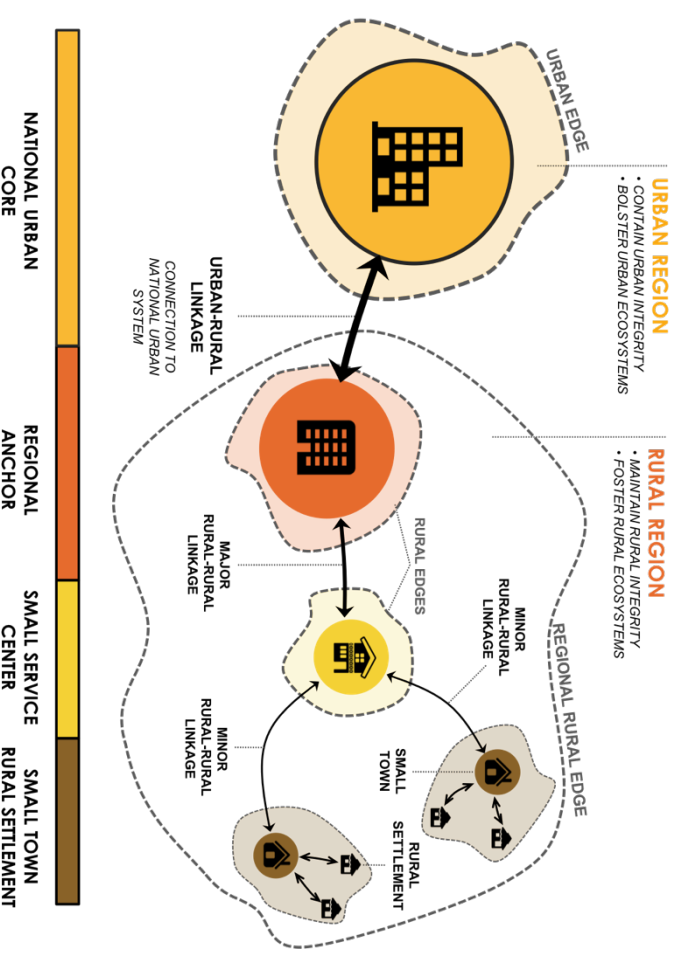 URBAN REGION
• CONTAIN URBAN INTEGRITY
• BOLSTER URBAN ECOSYSTEMS
RURAL REGION
• MAINTAIN RURAL INTEGRITY
• FOSTER RURAL ECOSYSTEMS
URBAN EDGE
REGIONAL RURAL EDGE
RURAL EDGES
MINOR
RURAL-RURAL
LINKAGE
SMALL
TOWN
RURAL
SETTLEMENT
URBAN-RURAL
LINKAGE
CONNECTION TO
NATIONAL URBAN
SYSTEM
MAJOR
RURAL-RURAL
LINKAGE
MINOR
RURAL-RURAL
LINKAGE
NATIONAL URBAN
CORE
REGIONAL
ANCHOR
SMALL SERVICE
CENTER
SMALL TOWN
RURAL SETTLEMENT